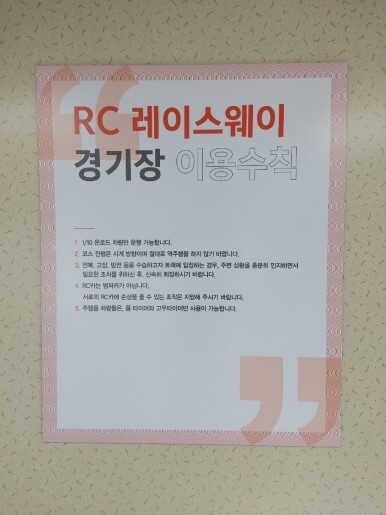 RC 레이스웨이
경기장 이용수칙
1. 1/10 온로드 차량만 운행 가능합니다.
2. 코스 진행은 시계 방향이며 절대로 역주행을 하지 않기 바랍니다.
3. 전복, 고장, 방전 등을 수습하고자 트랙에 입장하는 경우, 주변 상황을 충분히 인지하면서
필요한 조치를 취하신 후, 신속히 퇴장하시기 바랍니다.
4. RC카는 범퍼카가 아닙니다.
서로의 RC카에 손상을 줄 수 있는 조작은 지양해 주시기 바랍니다.
5. 주행용 차량들은, 폼 타이어와 고무타이어만 사용이 가능합니다.